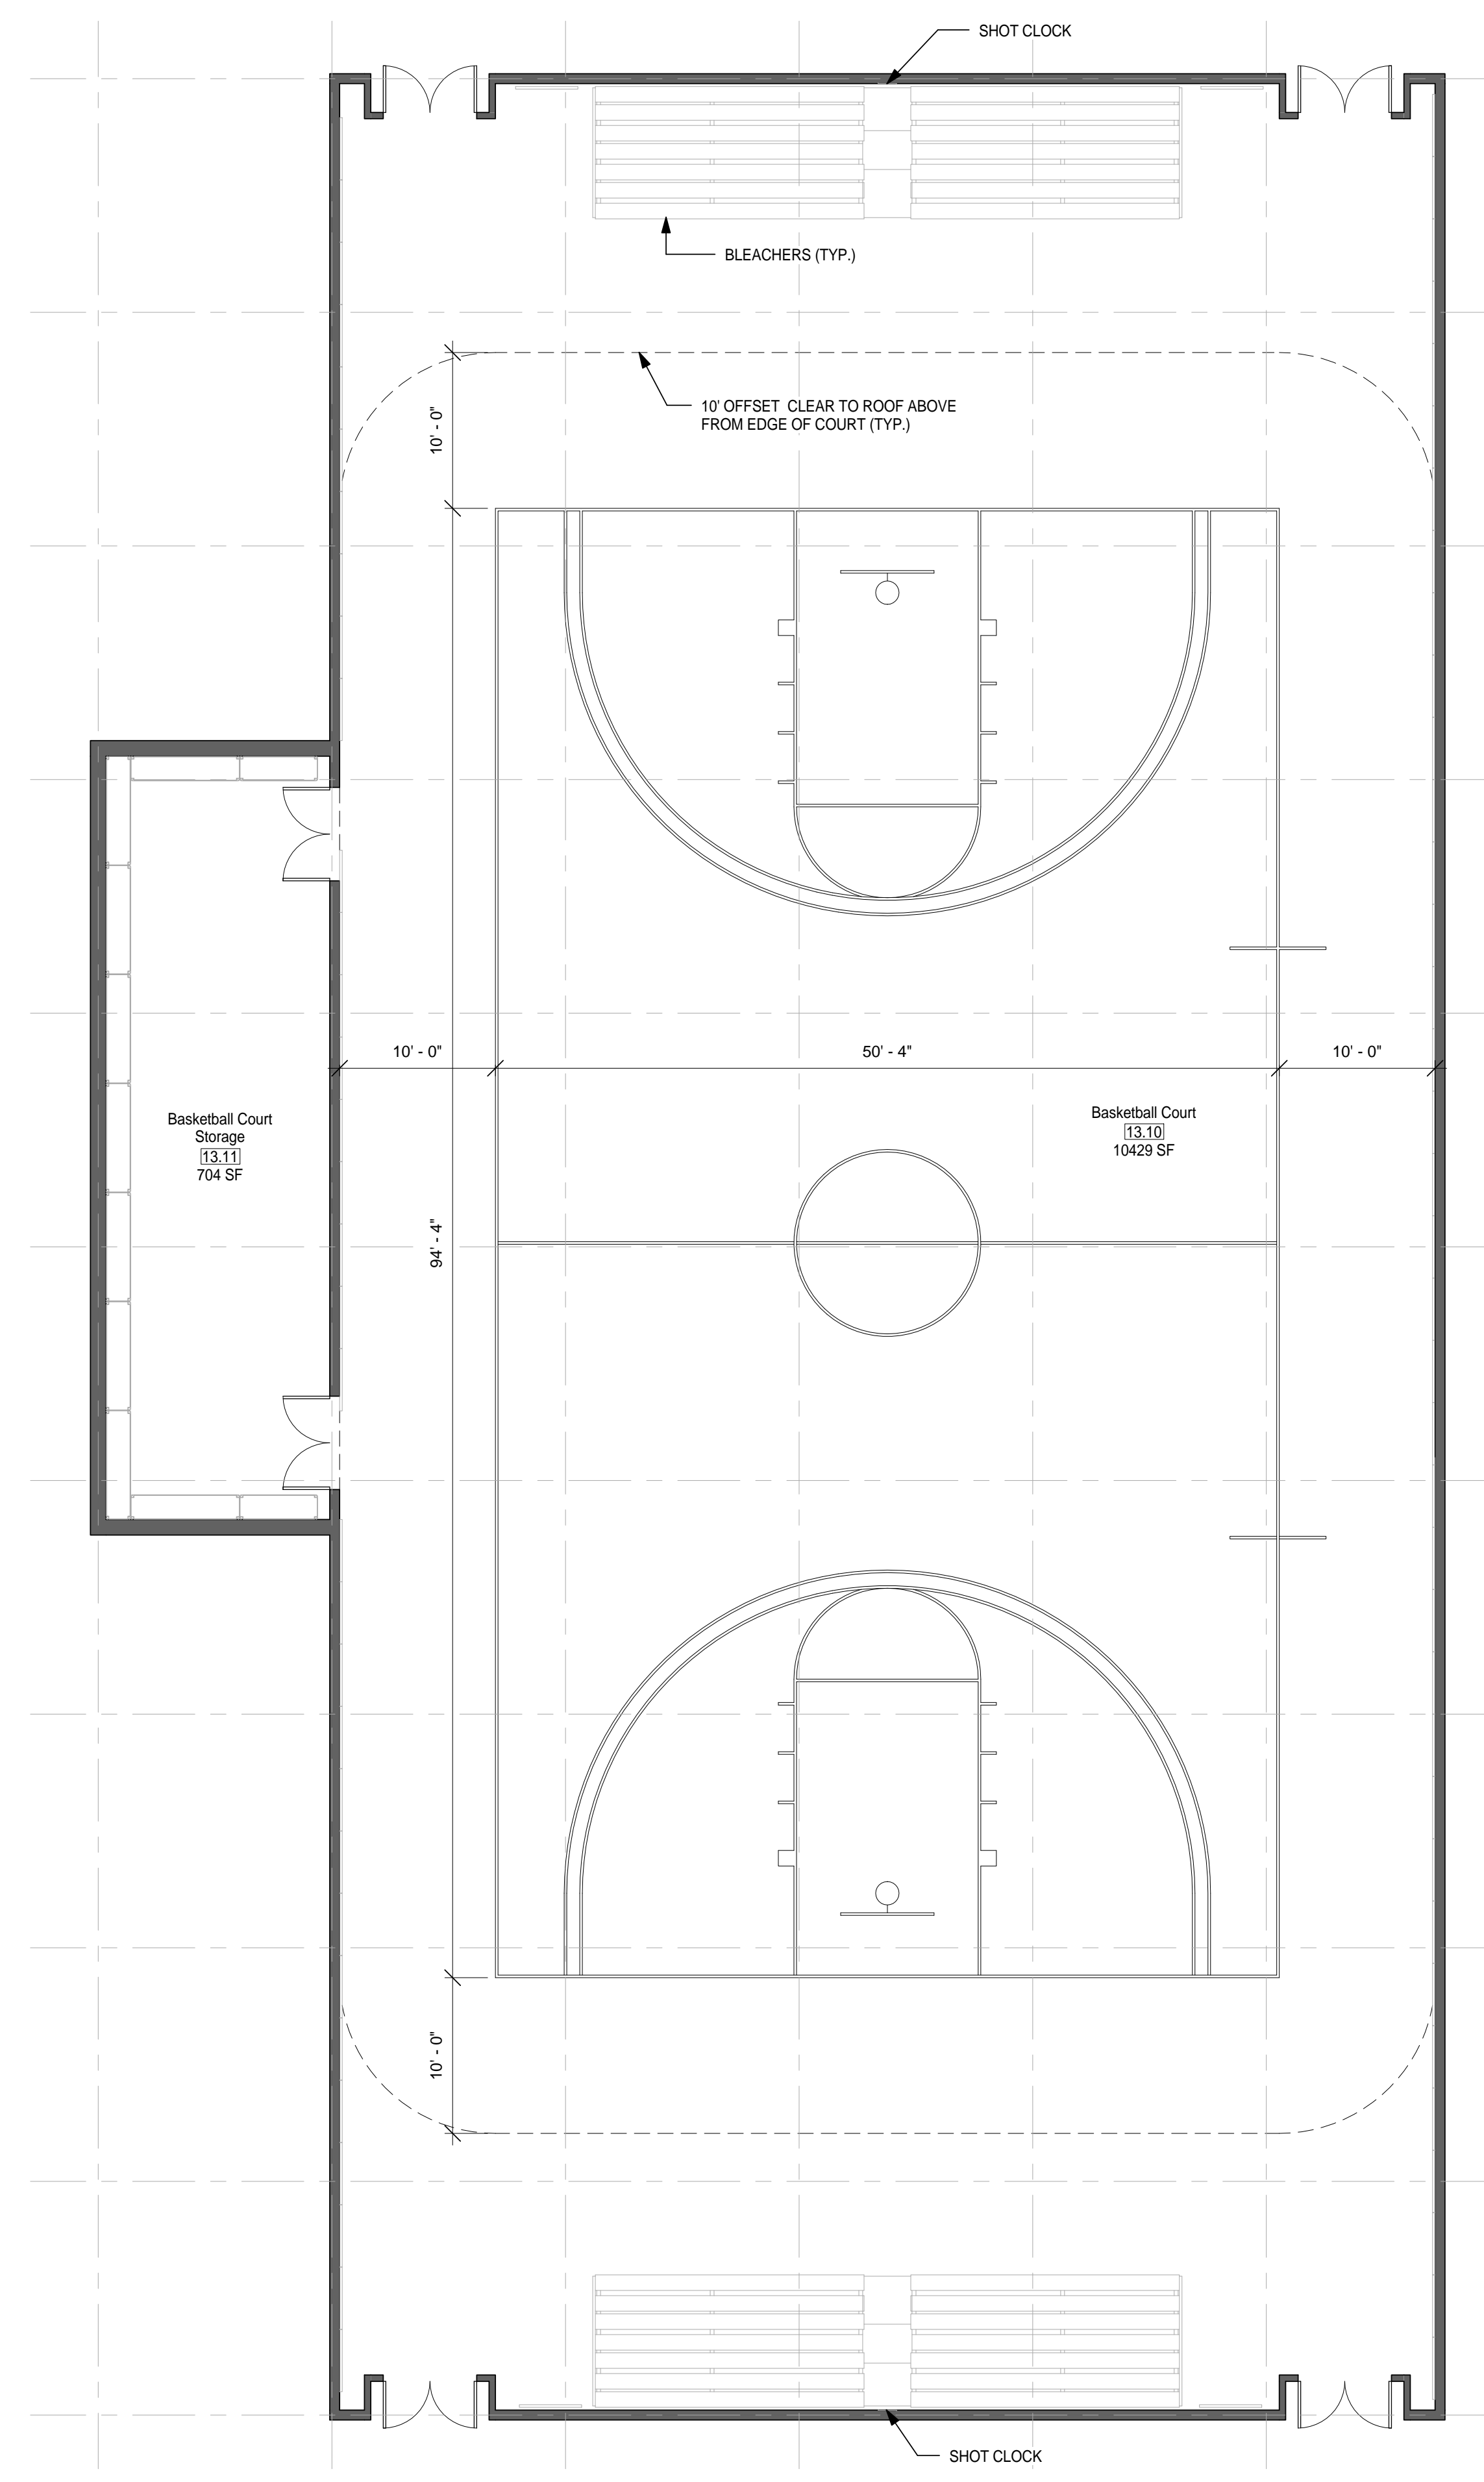 SHOT CLOCK
BLEACHERS (TYP.)
10' OFFSET CLEAR TO ROOF ABOVE
FROM EDGE OF COURT (TYP.)
10' - 0"
10' - 0"
50' - 4"
10' - 0"
Basketball Court
Storage
13.11
704 SF
Basketball Court
13.10
10429 SF
94' - 4"
10' - 0"
SHOT CLOCK